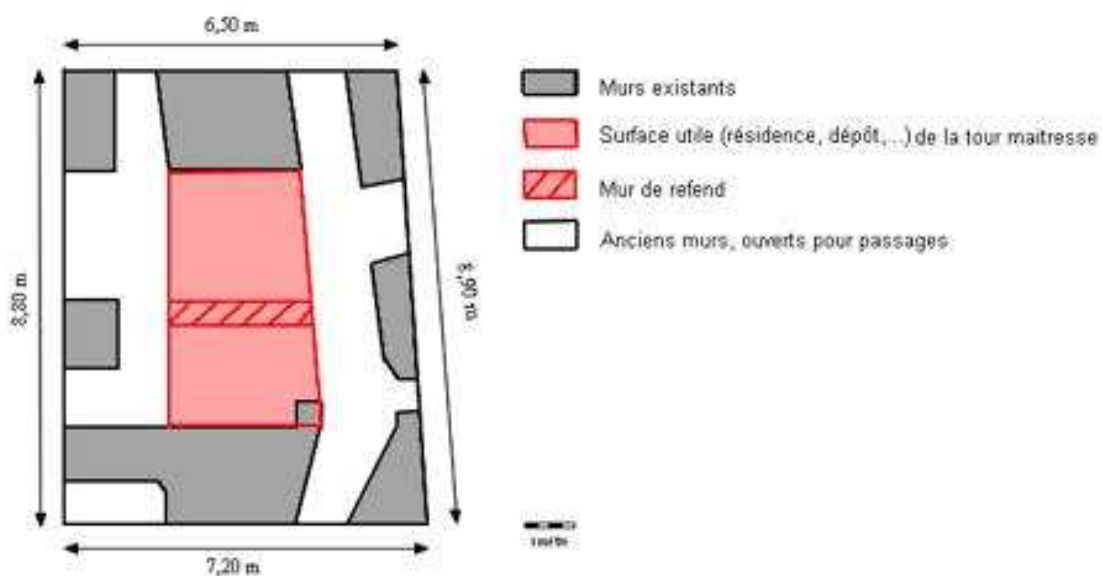 6,50 m
8,80 m
8,90 m
7,20 m
Murs existants
Surface utile (résidence, dépôt,...) de la tour maitresse
Mur de refend
Anciens murs, ouverts pour passages